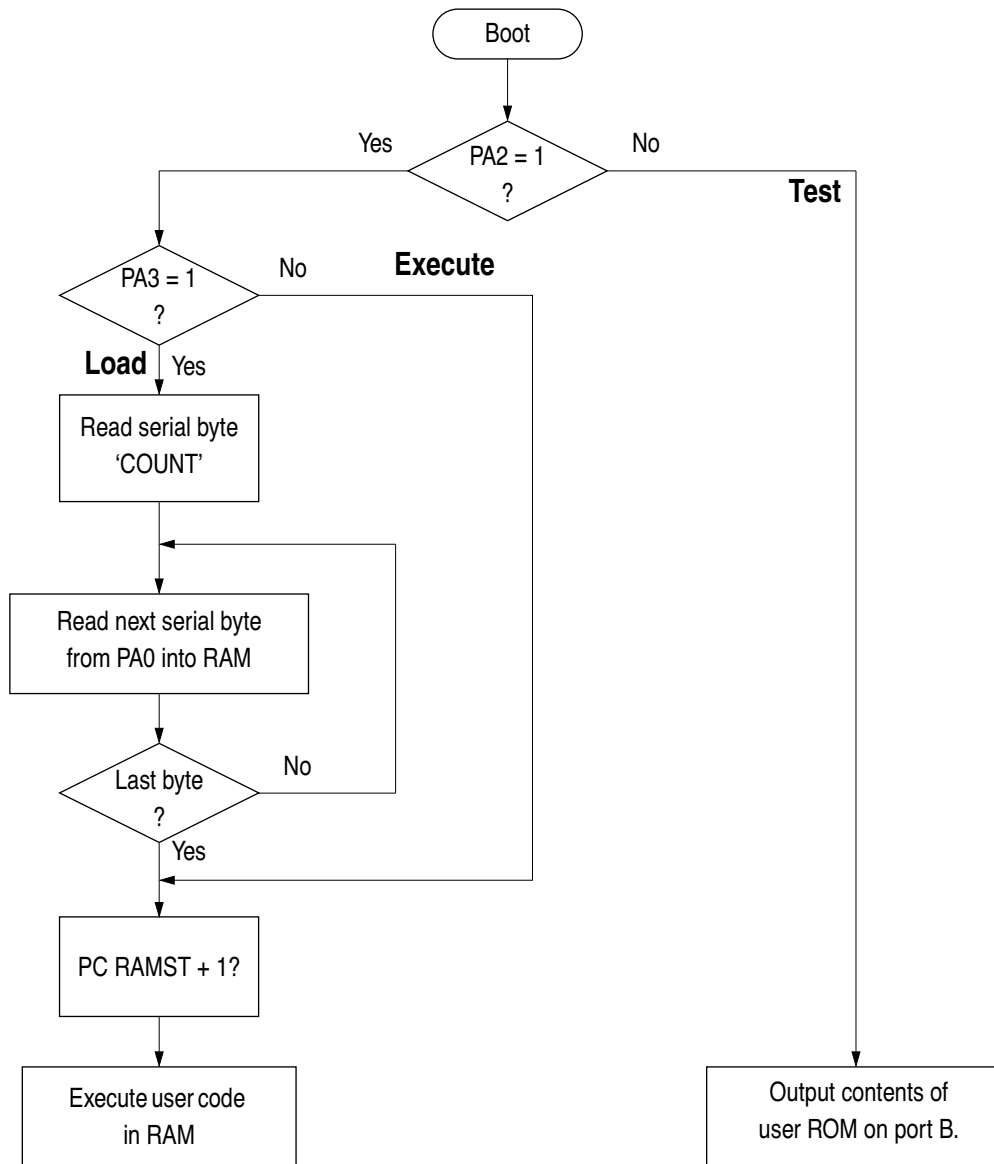 Boot
Yes
PA2 = 1
?
No
Test
PA3 = 1
?
No
Execute
Load
Yes
Read serial byte
‘COUNT’
Read next serial byte
from PA0 into RAM
Last byte
?
No
Yes
PC RAMST + 1?
Execute user code
in RAM
Output contents of
user ROM on port B.